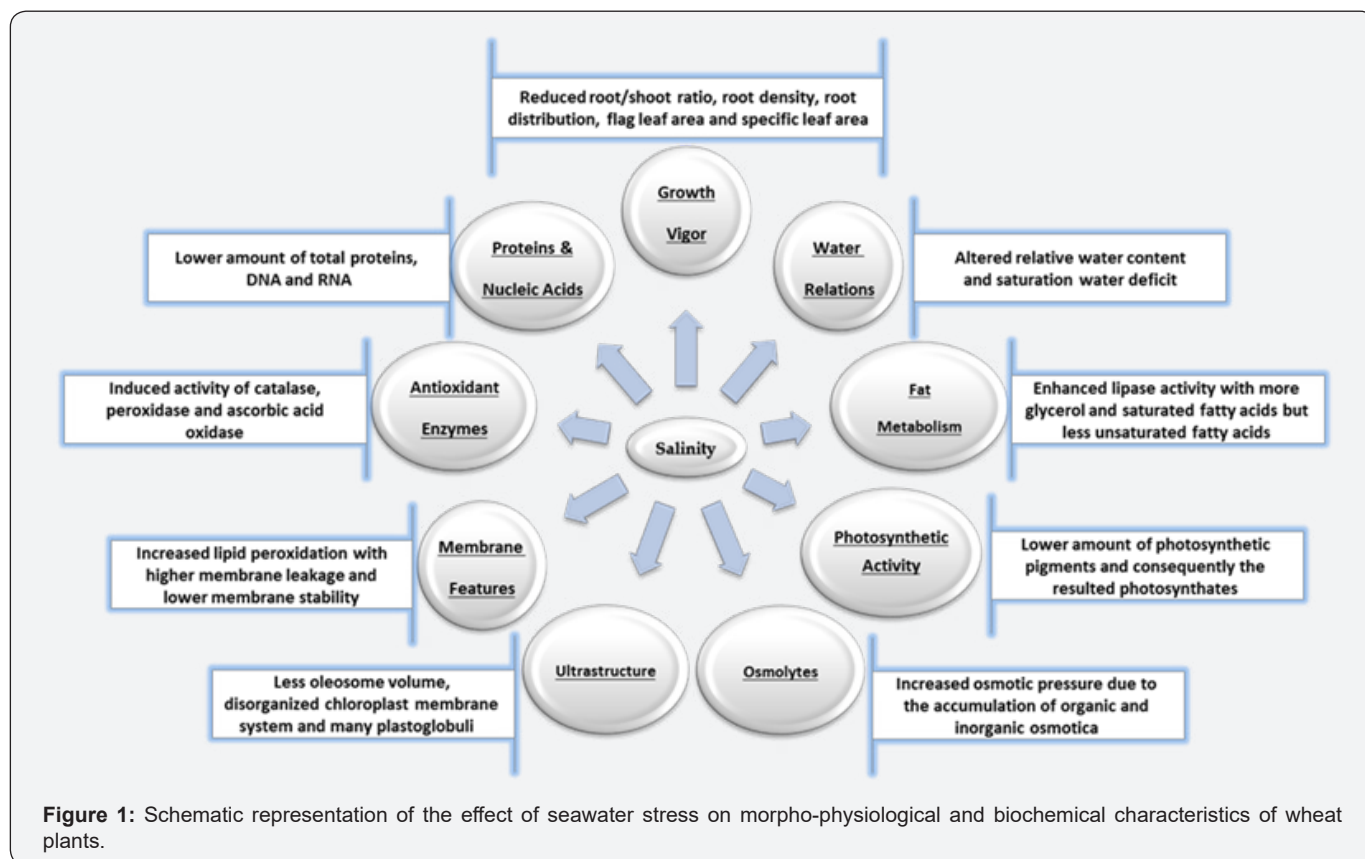 Reduced root/shoot ratio, root density, root
distribution, flag leaf area and specific leaf area
Growth
Vigor
Proteins &
Nucleic Acids
Lower amount of total proteins,
DNA and RNA
Water
Relations
Altered relative water content
and saturation water deficit
Antioxidant
Enzymes
Induced activity of catalase,
peroxidase and ascorbic acid
oxidase
Salinity
Fat
Metabolism
Enhanced lipase activity with more
glycerol and saturated fatty acids but
less unsaturated fatty acids
Membrane
Features
Increased lipid peroxidation with
higher membrane leakage and
lower membrane stability
Photosynthetic
Activity
Lower amount of photosynthetic
pigments and consequently the
resulted photosynthates
Ultrastructure
Less oleosome volume,
disorganized chloroplast membrane
system and many plastoglobuli
Osmolytes
Increased osmotic pressure due to
the accumulation of organic and
inorganic osmotica
Figure 1: Schematic representation of the effect of seawater stress on morpho-physiological and biochemical characteristics of wheat
plants.